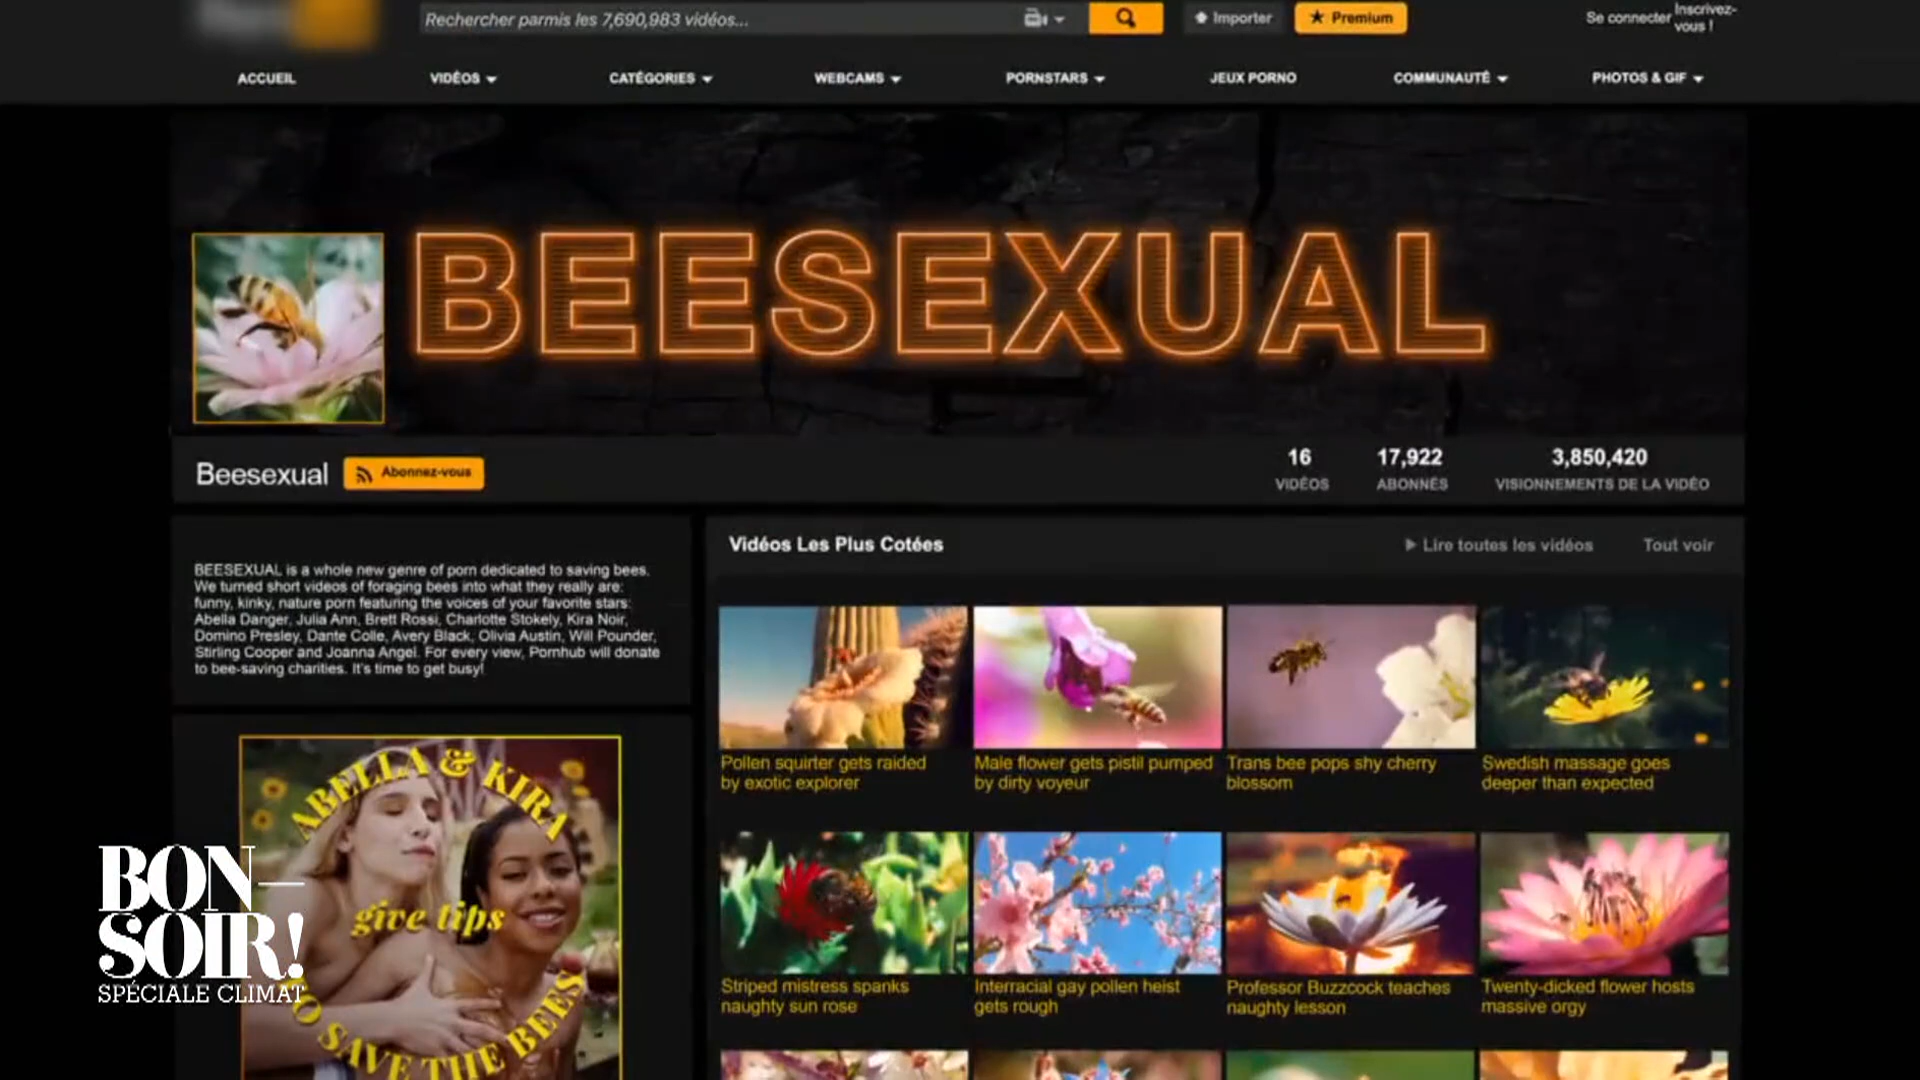 Rechercher parmis les 7,690,983 vidéos...
Importer
Premium
Se connecter
Inscrivez-
vous !
ACCUEIL
VIDÉOS
CATÉGORIES
WEBCAMS
PORNSTARS
JEUX PORNO
COMMUNAUTÉ
PHOTOS & GIF
BEESEXUAL
Beesexual
Abonnez-vous
16
VIDÉOS
17,922
ABONNÉS
3,850,420
VISIONNEMENTS DE LA VIDÉO
BEESEXUAL is a whole new genre of porn dedicated to saving bees.
We turned short videos of foraging bees into what they really are:
funny, kinky, nature porn featuring the voices of your favorite stars:
Abella Danger, Julia Ann, Brett Rossi, Charlotte Stokely, Kira Noir,
Domino Presley, Dante Colle, Avery Black, Olivia Austin, Will Pounder,
Stirling Cooper and Joanna Angel. For every view, Pornhub will donate
to bee-saving charities. It's time to get busy!
Vidéos Les Plus Cotées
Lire toutes les vidéos
Tout voir
Pollen squirter gets raided
by exotic explorer
Male flower gets pistil pumped
by dirty voyeur
Trans bee pops shy cherry
blossom
Swedish massage goes
deeper than expected
Striped mistress spanks
naughty sun rose
Interracial gay pollen heist
gets rough
Professor Buzzcock teaches
naughty lesson
Twenty-dicked flower hosts
massive orgy
ABELLA & KIRA
give tips
TO SAVE THE BEES
BON-
SOIR!
SPÉCIALE CLIMAT